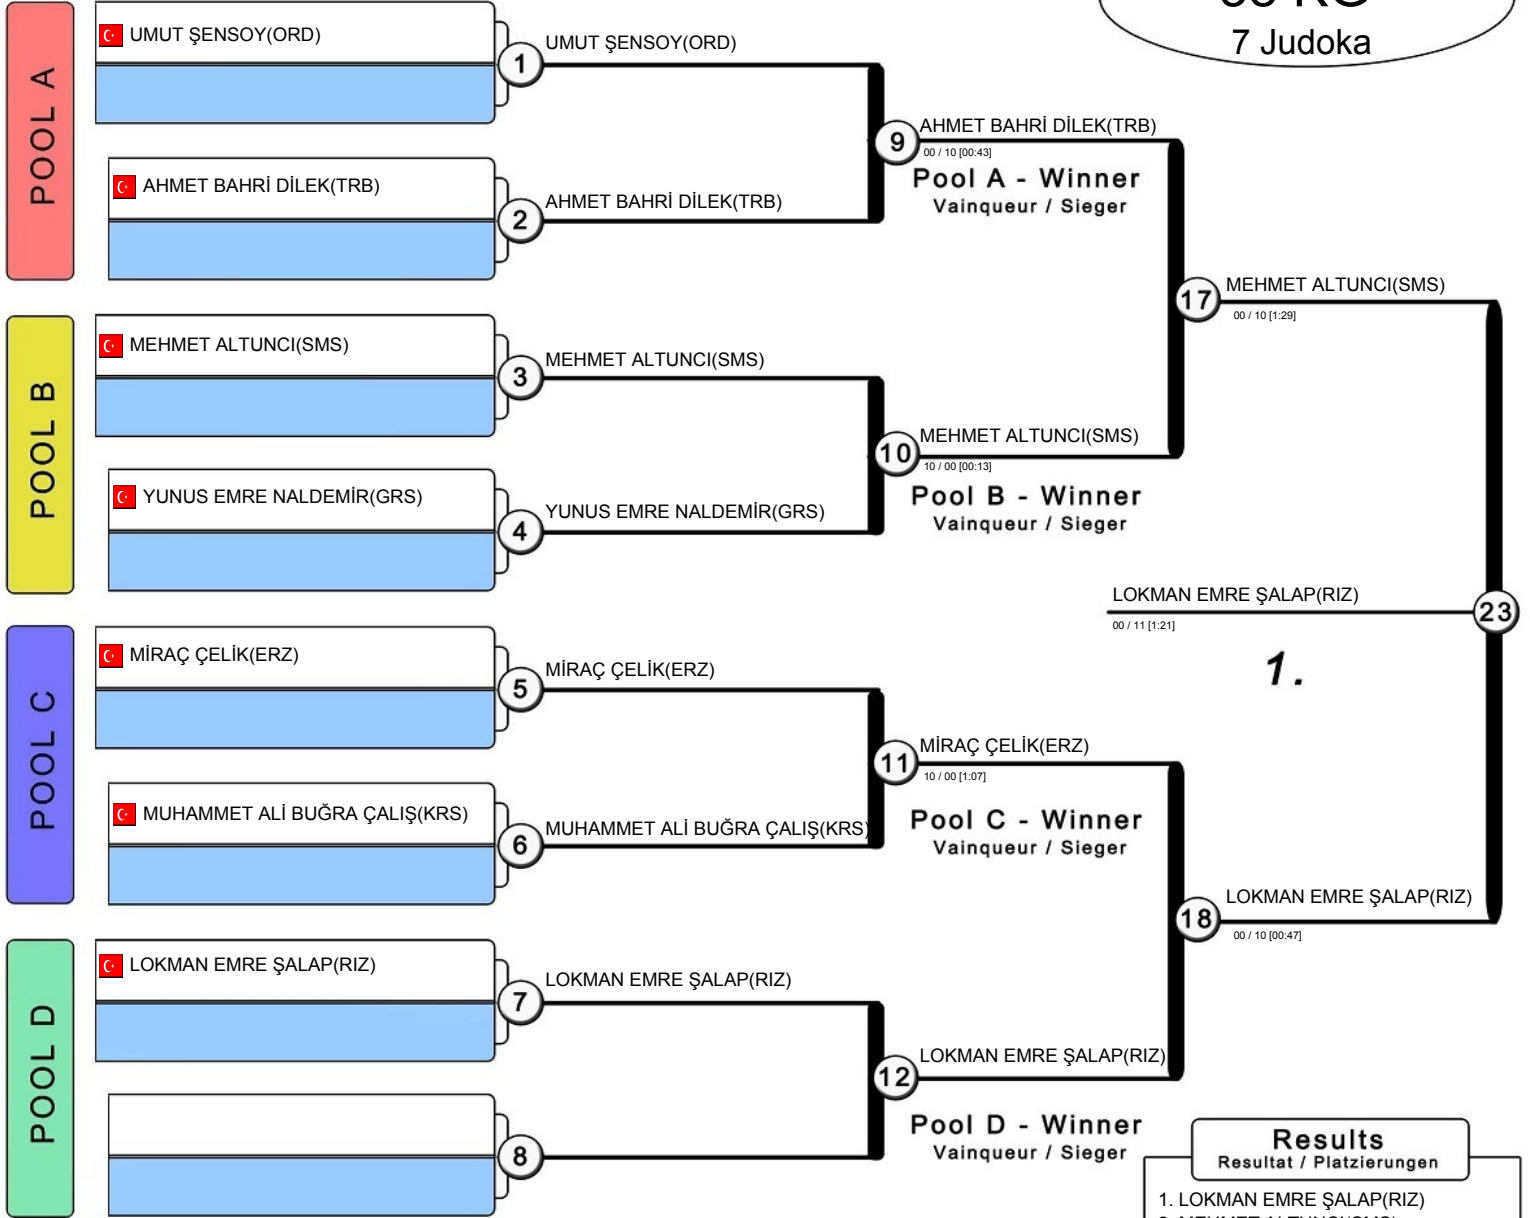 KG
7 Judoka
POOL A
UMUT ŞENSOY(ORD)
1
UMUT ŞENSOY(ORD)
AHMET BAHRİ DİLEK(TRB)
2
AHMET BAHRİ DİLEK(TRB)
9
AHMET BAHRİ DİLEK(TRB)
00 / 10 [00:43]
Pool A - Winner
Vainqueur / Sieger
POOL B
MEHMET ALTUNCI(SMS)
3
MEHMET ALTUNCI(SMS)
YUNUS EMRE NALDEMİR(GRS)
4
YUNUS EMRE NALDEMİR(GRS)
10
MEHMET ALTUNCI(SMS)
10 / 00 [00:13]
Pool B - Winner
Vainqueur / Sieger
17
MEHMET ALTUNCI(SMS)
00 / 10 [1:29]
LOKMAN EMRE ŞALAP(RIZ)
23
00 / 11 [1:21]
1.
POOL C
MİRAÇ ÇELİK(ERZ)
5
MİRAÇ ÇELİK(ERZ)
MUHAMMET ALİ BUĞRA ÇALIŞ(KRS)
6
MUHAMMET ALİ BUĞRA ÇALIŞ(KRS)
11
MİRAÇ ÇELİK(ERZ)
10 / 00 [1:07]
Pool C - Winner
Vainqueur / Sieger
18
LOKMAN EMRE ŞALAP(RIZ)
00 / 10 [00:47]
POOL D
LOKMAN EMRE ŞALAP(RIZ)
7
LOKMAN EMRE ŞALAP(RIZ)
8
12
LOKMAN EMRE ŞALAP(RIZ)
Pool D - Winner
Vainqueur / Sieger
Results
Resultat / Platzierungen
1. LOKMAN EMRE ŞALAP(RIZ)
2. MEHMET ALTUNCI(SMS)